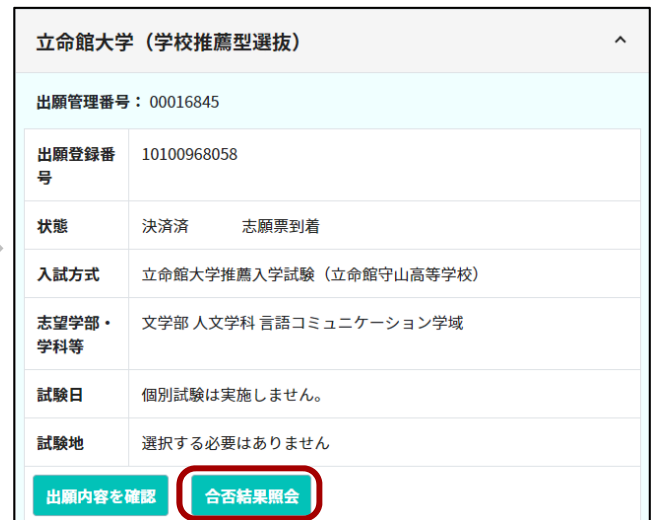 立命館大学（学校推薦型選抜）
出願管理番号： 00016845
出願登録番号 10100968058
状態 決済済 志願票到着
入試方式 立命館大学推薦入学試験（立命館守山高等学校）
志望学部・学科等 文学部 人文学科 言語コミュニケーション学域
試験日 個別試験は実施しません。
試験地 選択する必要はありません
出願内容を確認 合否結果照会